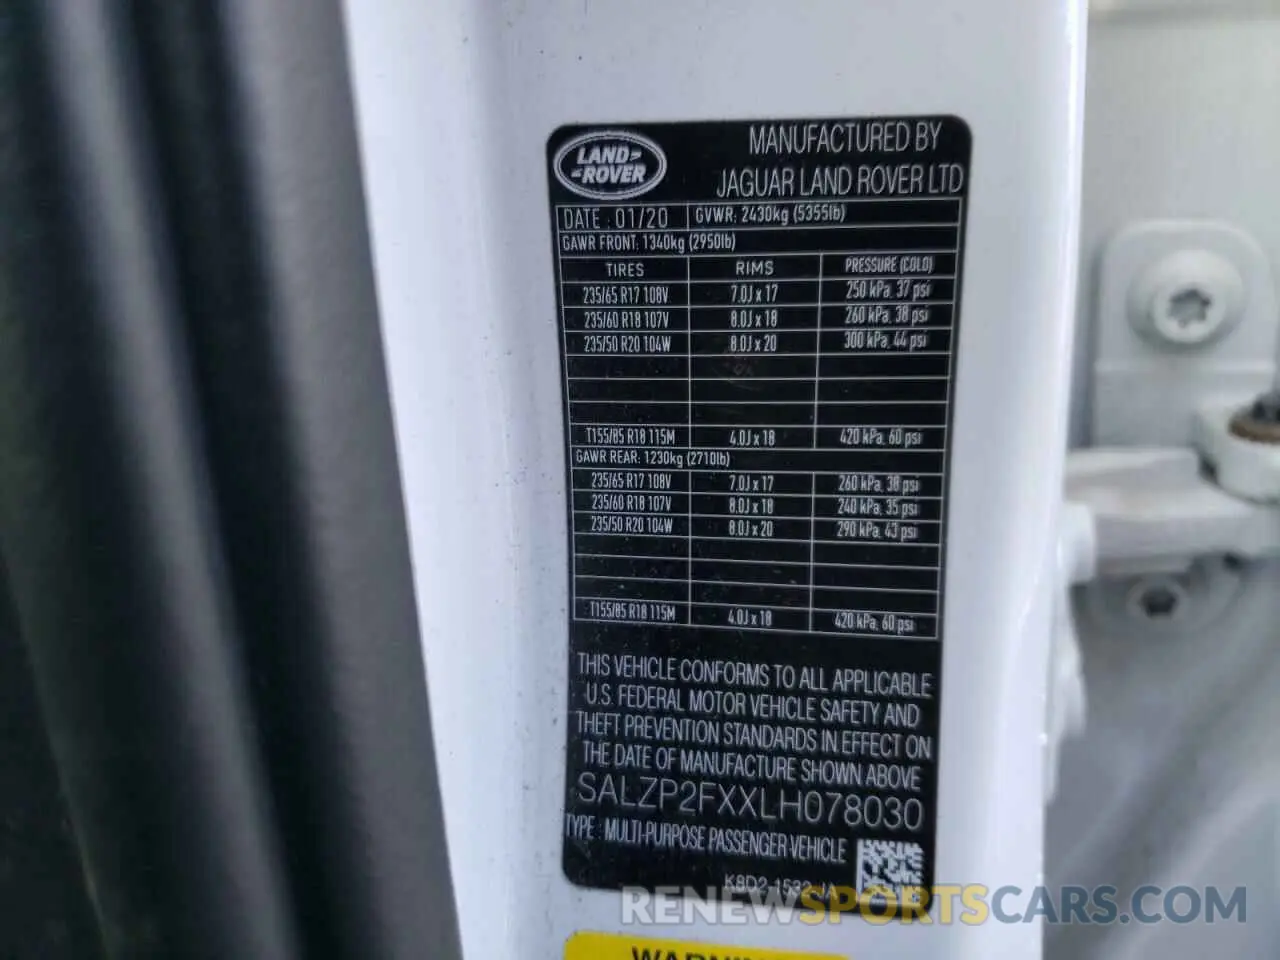 LAND-
-ROVER
MANUFACTURED BY
JAGUAR LAND ROVER LTD
DATE : 01/20 GVWR: 2430kg (5355lb)
GAWR FRONT: 1340kg (2950lb)
TIRES RIMS PRESSURE (COLD)
235/65 R17 108V 7.0J x 17 250 kPa, 37 psi
235/60 R18 107V 8.0J x 18 260 kPa, 38 psi
235/50 R20 104W 8.0J x 20 300 kPa, 44 psi
T155/85 R18 115M 4.0J x 18 420 kPa, 60 psi
GAWR REAR: 1230kg (2710lb)
235/65 R17 108V 7.0J x 17 260 kPa, 38 psi
235/60 R18 107V 8.0J x 18 240 kPa, 35 psi
235/50 R20 104W 8.0J x 20 290 kPa, 43 psi
T155/85 R18 115M 4.0J x 18 420 kPa, 60 psi
THIS VEHICLE CONFORMS TO ALL APPLICABLE
U.S. FEDERAL MOTOR VEHICLE SAFETY AND
THEFT PREVENTION STANDARDS IN EFFECT ON
THE DATE OF MANUFACTURE SHOWN ABOVE
SALZP2FXXLH078030
TYPE : MULTI-PURPOSE PASSENGER VEHICLE
K8D2-1532-JA
RENEWSPORTSCARS.COM